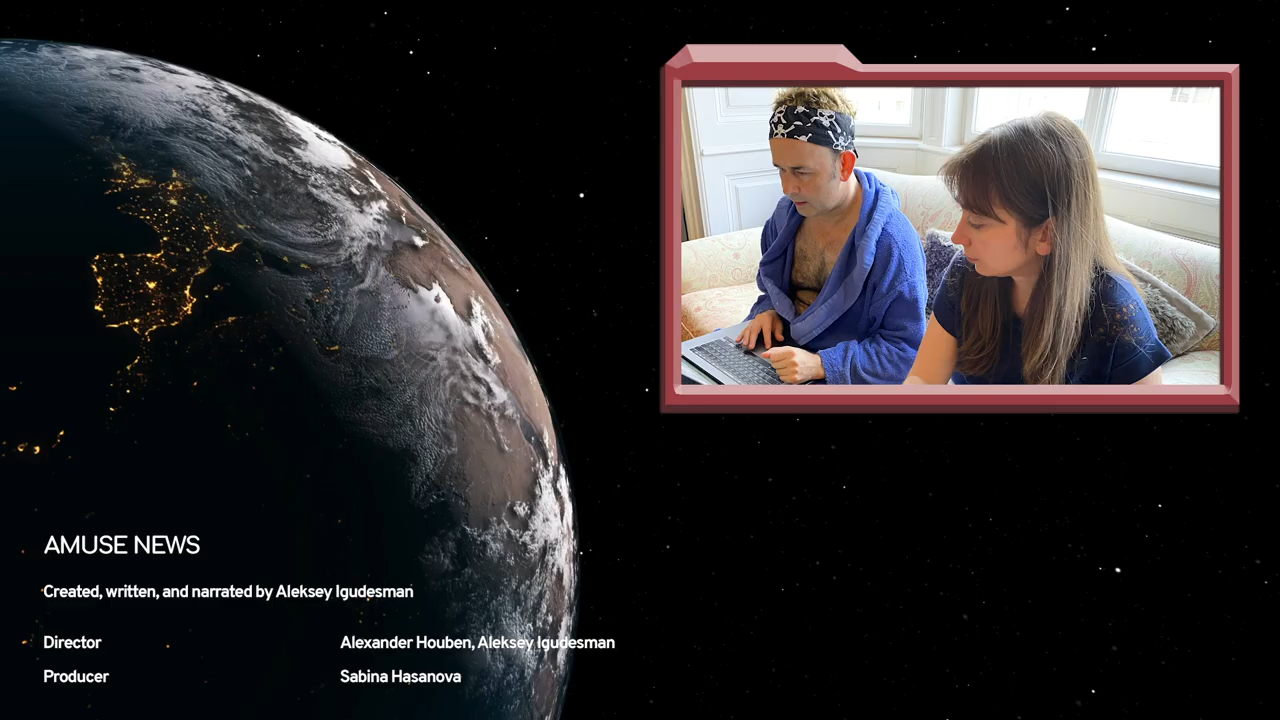 AMUSE NEWS
Created, written, and narrated by Aleksey Igudesman
Director Alexander Houben, Aleksey Igudesman
Producer Sabina Hasanova